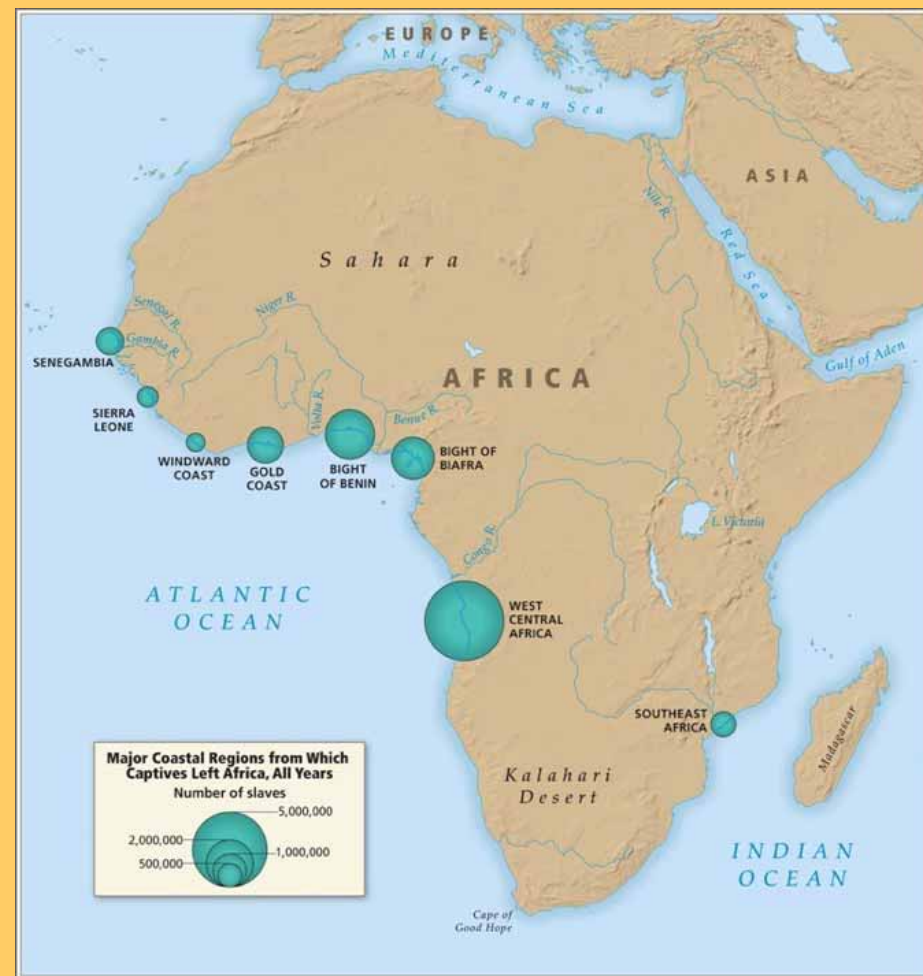 EUROPE
Mediterranean Sea
ASIA
Nile R.
Red Sea
Sahara
Senegal R.
Niger R.
Gambia R.
SENEGAMBIA
Gulf of Aden
AFRICA
SIERRA
LEONE
Volta R.
Benue R.
WINDWARD
COAST
GOLD
COAST
BIGHT
OF BENIN
BIGHT OF
BIAFRA
L. Victoria
Congo R.
ATLANTIC
OCEAN
WEST
CENTRAL
AFRICA
SOUTHEAST
AFRICA
Madagascar
Kalahari
Desert
Major Coastal Regions from Which
Captives Left Africa, All Years
Number of slaves
5,000,000
2,000,000
1,000,000
500,000
INDIAN
OCEAN
Cape of
Good Hope